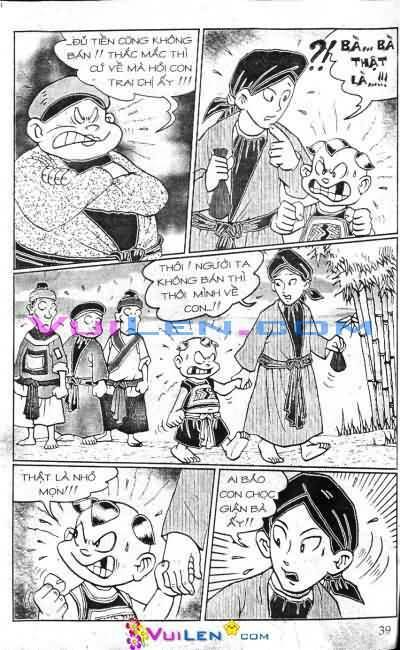 ...ĐỦ TIỀN CŨNG KHÔNG
BÁN !! THẮC MẮC THÌ
CỨ VỀ MÀ HỎI CON
TRAI CHỊ ẤY !!!
?!
BÀ... BÀ
THẬT
LÀ...!!!
THÔI ! NGƯỜI TA
KHÔNG BÁN THÌ
THÔI MÌNH VỀ
CON..!!
VUILEN.COM
THẬT LÀ NHỎ
MỌN!!!
AI BẢO
CON CHỌC
GIẬN BÀ
ẤY!!
39
VUILEN COM